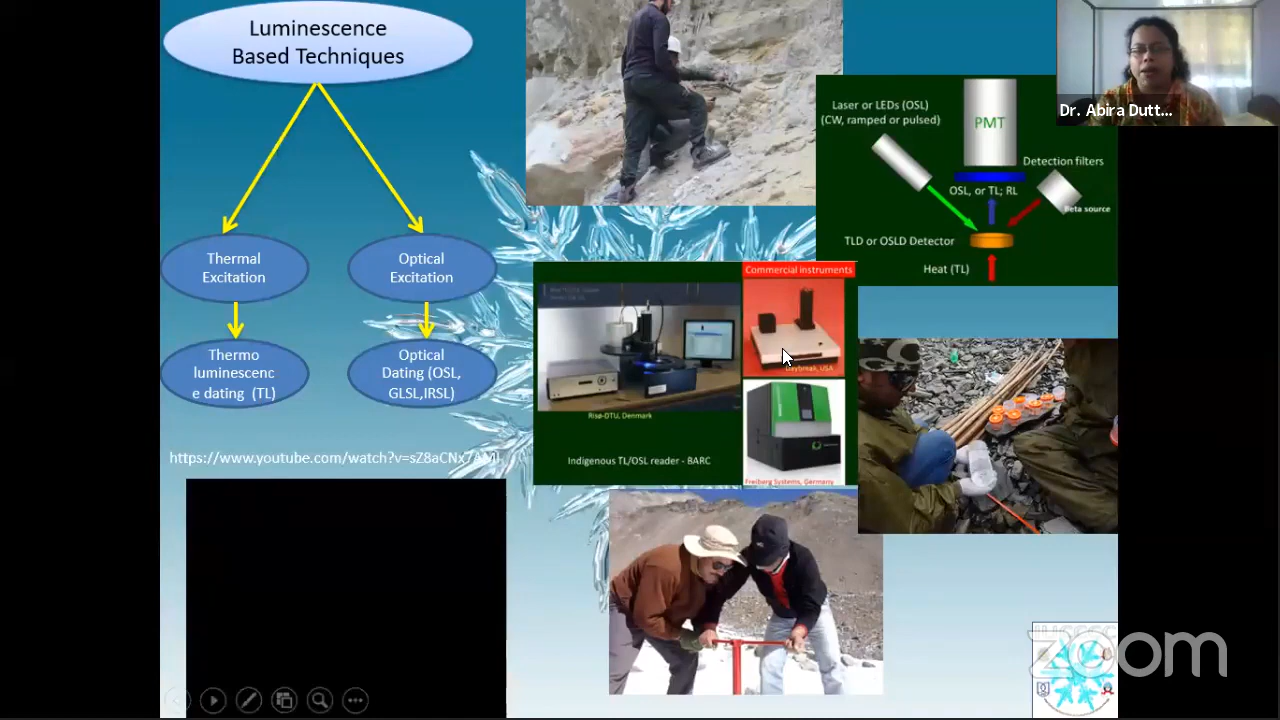 Luminescence
Based Techniques
Thermal
Excitation
Optical
Excitation
Thermo
luminescenc
e dating (TL)
Optical
Dating (OSL,
GLSL,IRSL)
https://www.youtube.com/watch?v=sZ8aCNx7AMI
Laser or LEDs (OSL)
(CW, ramped or pulsed)
PMT
Detection filters
OSL, or TL; RL
Beta source
TLD or OSLD Detector
Heat (TL)
Dr. Abira Dutt...
Commercial instruments
Daybreak, USA
Risø-DTU, Denmark
Indigenous TL/OSL reader - BARC
Freiberg Systems, Germany
zoom